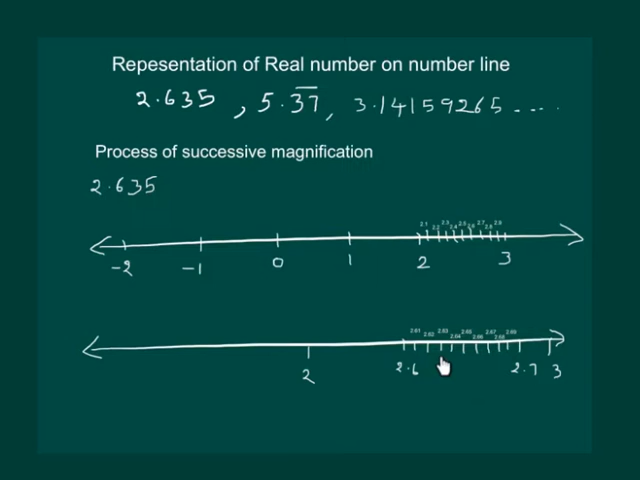 Repesentation of Real number on number line
2.635 , 5.3̅7̅ , 3.14159265 ....
Process of successive magnification
2.635
2.1 2.2 2.3 2.4 2.5 2.6 2.7 2.8 2.9
-2 -1 0 1 2 3
2.61 2.62 2.63 2.64 2.65 2.66 2.67 2.68 2.69
2 2.6 2.7 3